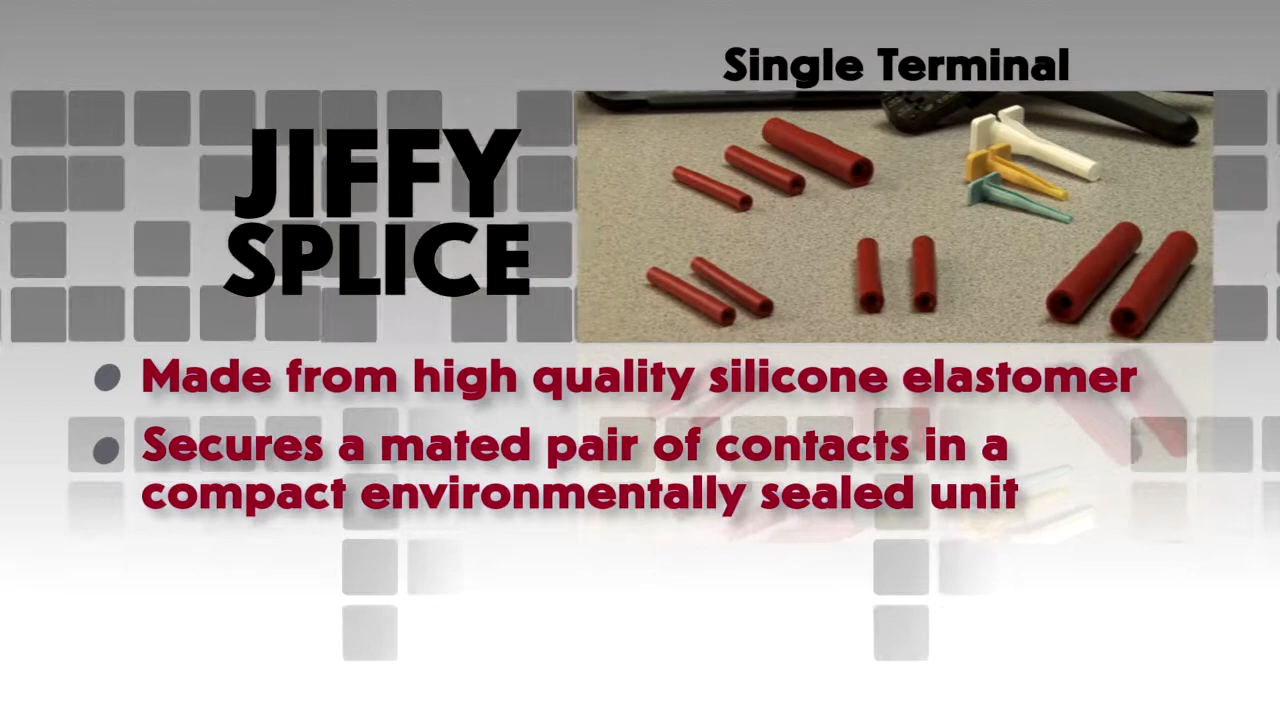 Single Terminal
JIFFY
SPLICE
Made from high quality silicone elastomer
Secures a mated pair of contacts in a
compact environmentally sealed unit